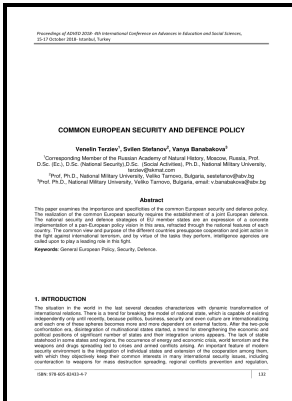 Proceedings of ADVED 2018- 4th International Conference on Advances in Education and Social Sciences,
15-17 October 2018- Istanbul, Turkey
COMMON EUROPEAN SECURITY AND DEFENCE POLICY
Venelin Terziev¹, Svilen Stefanov², Vanya Banabakova³
¹Corresponding Member of the Russian Academy of Natural History, Moscow, Russia, Prof.
D.Sc. (Ec.), D.Sc. (National Security),D.Sc. (Social Activities), Ph.D., National Military University,
terziev@skmat.com
²Prof, Ph.D., National Military University, Veliko Tarnovo, Bulgaria, sestefanov@abv.bg
³Prof. Ph.D., National Military University, Veliko Tarnovo, Bulgaria, email: v.banabakova@abv.bg
Abstract
This paper examines the importance and specificities of the common European security and defense policy.
The realization of the common European security requires the establishment of a joint European defense.
The national security and defense strategies of EU member states are an expression of a concrete
implementation of a pan-European policy vision in this area, refracted through the national features of each
country. The common view and purpose of the different countries presuppose cooperation and joint action in
the fight against international terrorism, and by virtue of the tasks they perform, intelligence agencies are
called upon to play a leading role in this fight.
Keywords: General European Policy, Security, Defence.
1. INTRODUCTION
The situation in the world in the last several decades characterizes with dynamic transformation of
international relations. There is a trend for breaking the model of national state, which is capable of existing
independently only until recently, because politics, business, security and even culture are internationalizing
and each one of these spheres becomes more and more dependent on external factors. After the two-pole
confrontation era, disintegration of multinational states started, a trend for strengthening the economic and
political positions of significant number of states and their integration unions appears. The lack of stable
statehood in some states and regions, the occurrence of energy and economic crisis, world terrorism and the
weapons and drugs spreading led to crises and armed conflicts arising. An important feature of modern
security environment is the integration of individual states and extension of the cooperation among them,
with which they objectively keep their common interests in many international security issues, including
counteraction to weapons for mass destruction spreading, regional conflicts prevention and regulation,
ISBN: 978-605-82433-4-7
132